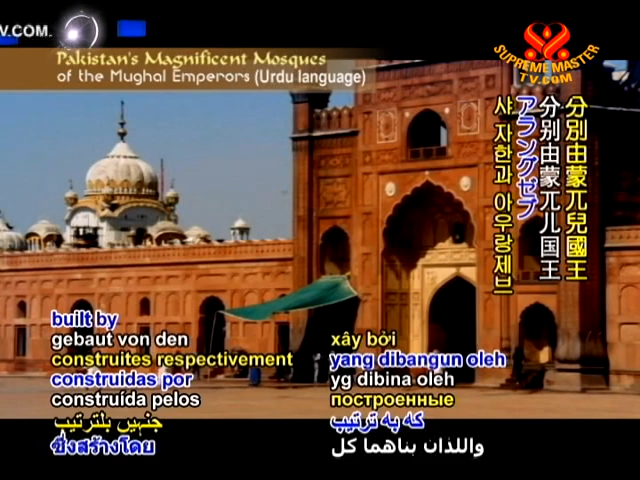 V.COM.
Pakistan's Magnificent Mosques
of the Mughal Emperors (Urdu language)
SUPREME MASTER
TV.COM
分別由蒙兀兒國王
分别由蒙兀儿国王
アラングゼブ
샤 자한과 아우랑제브
built by
gebaut von den
construites respectivement
construidas por
construída pelos
جنہیں بلترتیب
ซึ่งสร้างโดย
xây bởi
yang dibangun oleh
yg dibina oleh
построенные
که به ترتیب
واللذان بناهما كل